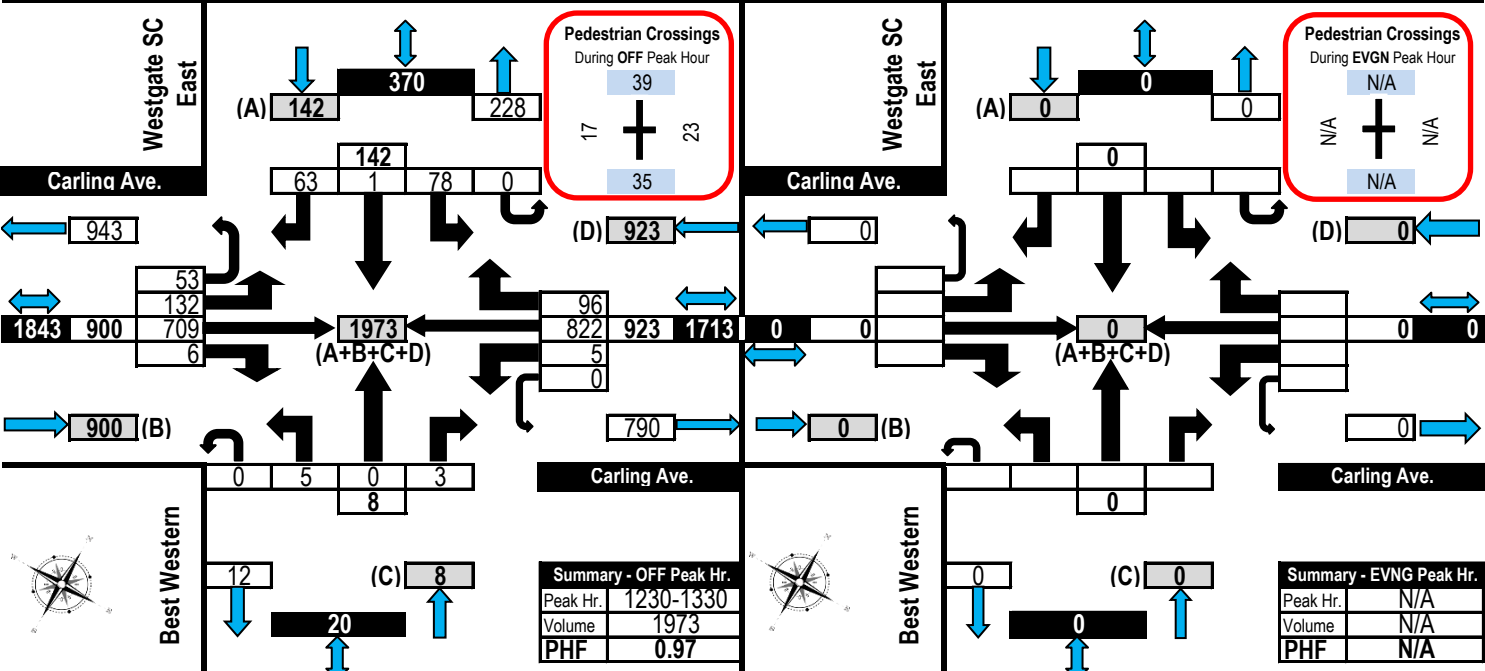 Westgate SC
East
370
(A) 142
228
Pedestrian Crossings
During OFF Peak Hour
39
17
23
35
142
63 1 78 0
Carling Ave.
943
(D) 923
53
132
1843 900 709
6
1973
(A+B+C+D)
96
822 923 1713
5
0
900 (B)
790
0 5 0 3
8
Carling Ave.
Best Western
12
(C) 8
20
Summary - OFF Peak Hr.
Peak Hr. 1230-1330
Volume 1973
PHF 0.97
Westgate SC
East
0
(A) 0
0
Pedestrian Crossings
During EVGN Peak Hour
N/A
N/A
N/A
N/A
0
Carling Ave.
0
(D) 0
0 0
0
(A+B+C+D)
0 0
0 (B)
0
0
Carling Ave.
Best Western
0
(C) 0
0
Summary - EVNG Peak Hr.
Peak Hr. N/A
Volume N/A
PHF N/A